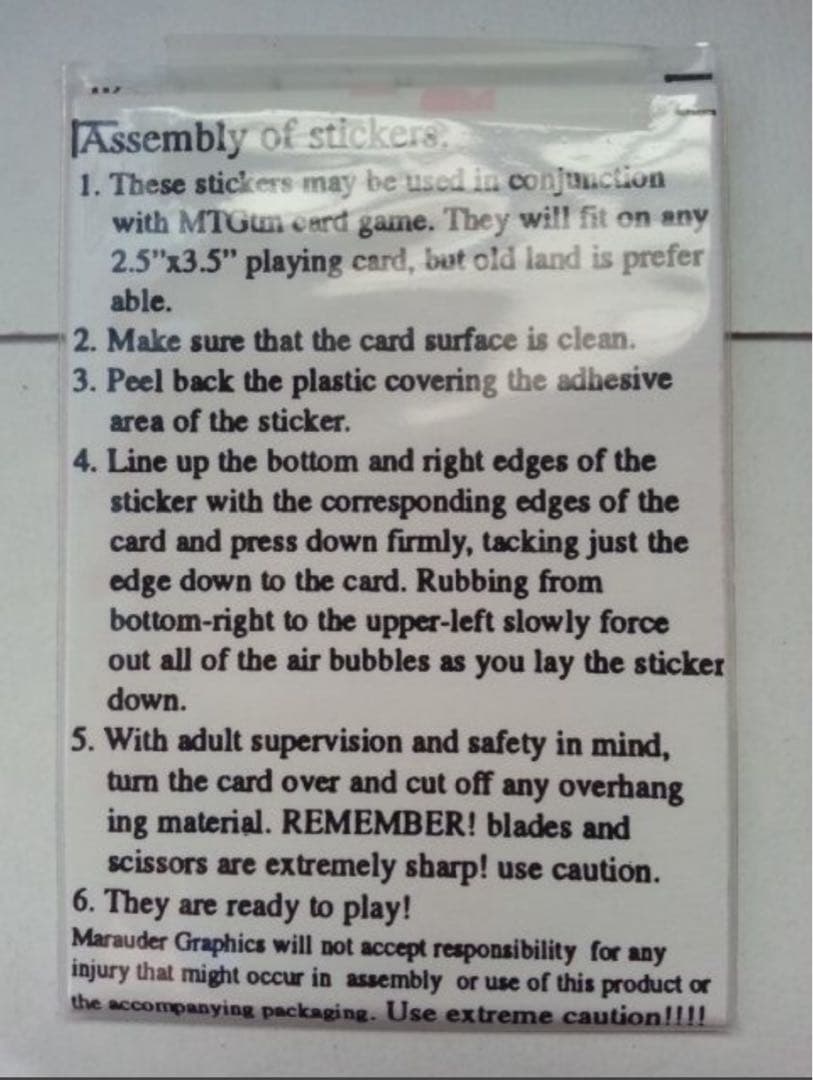 Assembly of stickers.
1. These stickers may be used in conjunction
with MTGtm card game. They will fit on any
2.5"x3.5" playing card, but old land is prefer
able.
2. Make sure that the card surface is clean.
3. Peel back the plastic covering the adhesive
area of the sticker.
4. Line up the bottom and right edges of the
sticker with the corresponding edges of the
card and press down firmly, tacking just the
edge down to the card. Rubbing from
bottom-right to the upper-left slowly force
out all of the air bubbles as you lay the sticker
down.
5. With adult supervision and safety in mind,
turn the card over and cut off any overhang
ing material. REMEMBER! blades and
scissors are extremely sharp! use caution.
6. They are ready to play!
Marauder Graphics will not accept responsibility for any
injury that might occur in assembly or use of this product or
the accompanying packaging. Use extreme caution!!!!